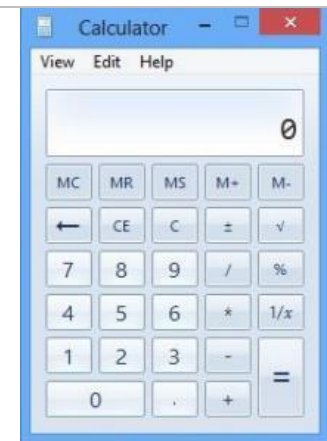 Calculator
View Edit Help
0
MC MR MS M+ M-
← CE C ± √
7 8 9 / %
4 5 6 * 1/x
1 2 3 - =
0 . +